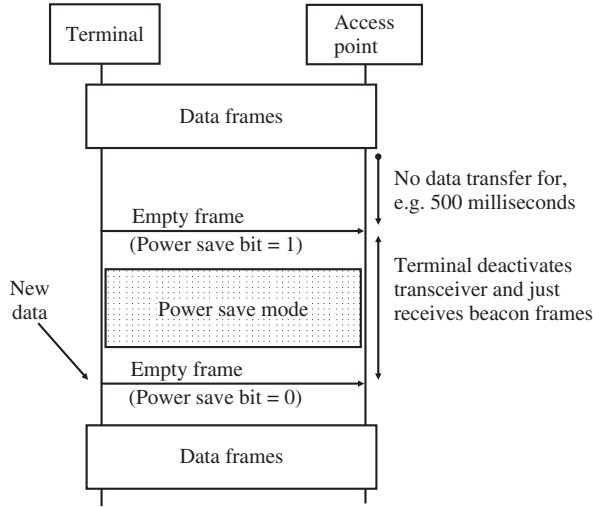 Terminal
Access
point
Data frames
No data transfer for,
e.g. 500 milliseconds
Empty frame
(Power save bit = 1)
Terminal deactivates
transceiver and just
receives beacon frames
New
data
Power save mode
Empty frame
(Power save bit = 0)
Data frames